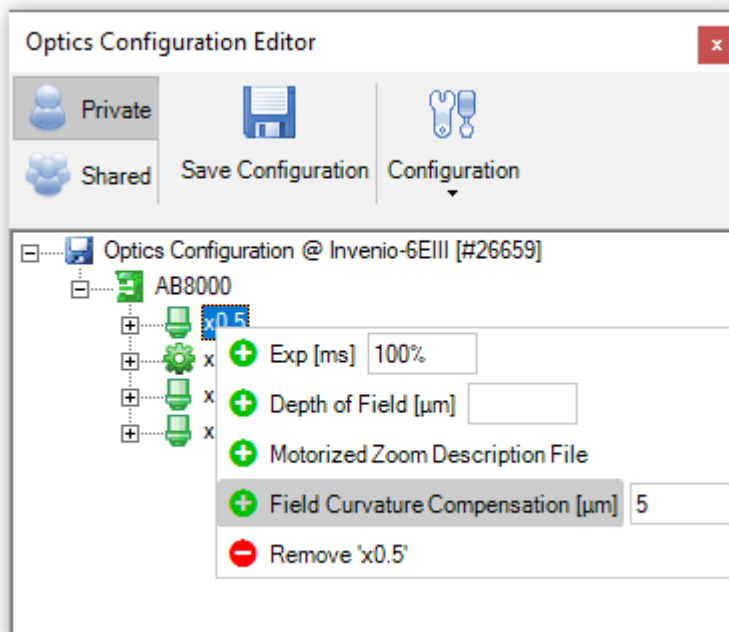 Optics Configuration Editor
x
Private
Shared
Save Configuration
Configuration
Optics Configuration @ Invenio-6EIII [#26659]
AB8000
x0.5
x
x
x
Exp [ms] 100%
Depth of Field [µm]
Motorized Zoom Description File
Field Curvature Compensation [µm] 5
Remove 'x0.5'